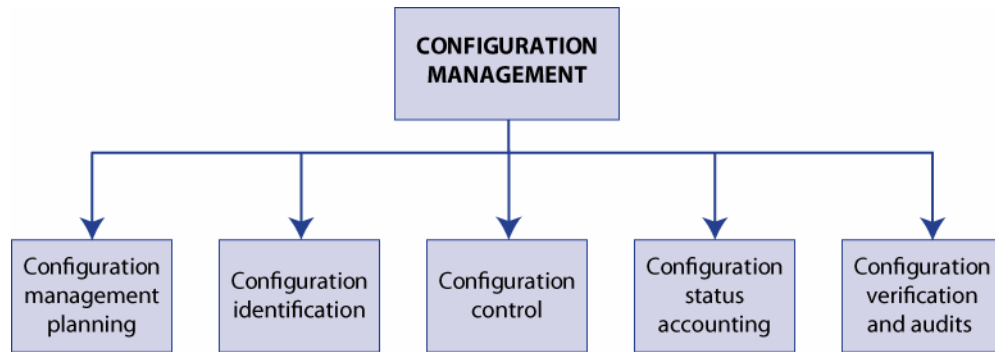 CONFIGURATION
MANAGEMENT
Configuration
management
planning
Configuration
identification
Configuration
control
Configuration
status
accounting
Configuration
verification
and audits